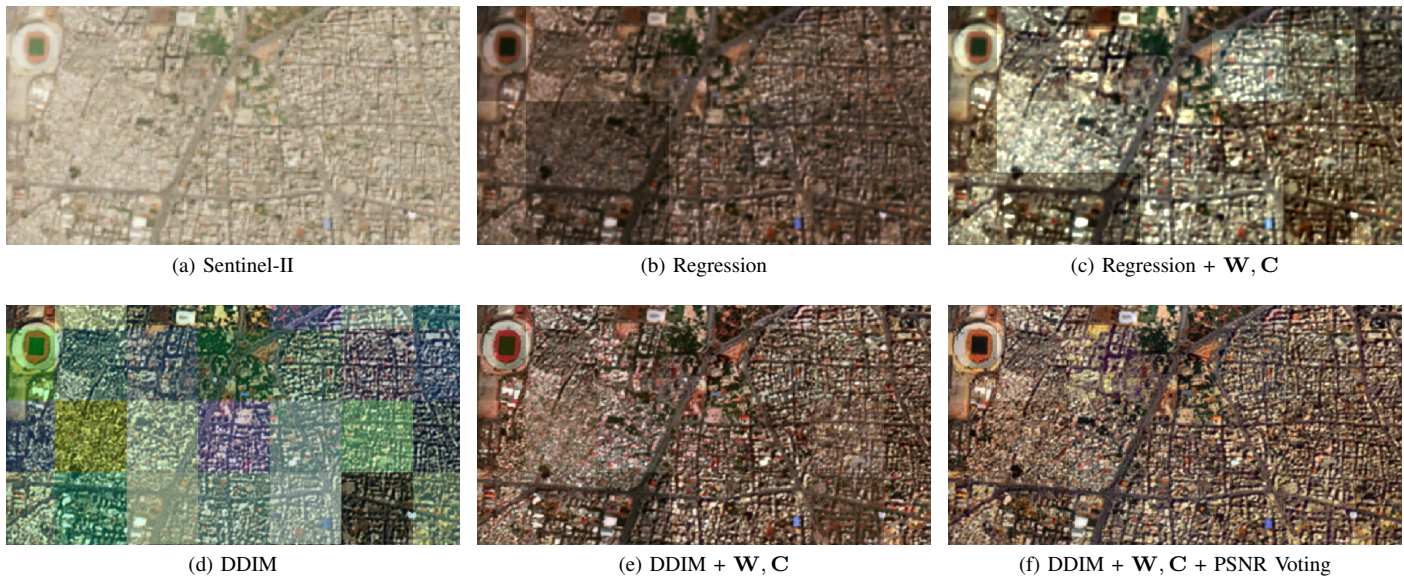 (a) Sentinel-II
(b) Regression
(c) Regression + W, C
(d) DDIM
(e) DDIM + W, C
(f) DDIM + W, C + PSNR Voting